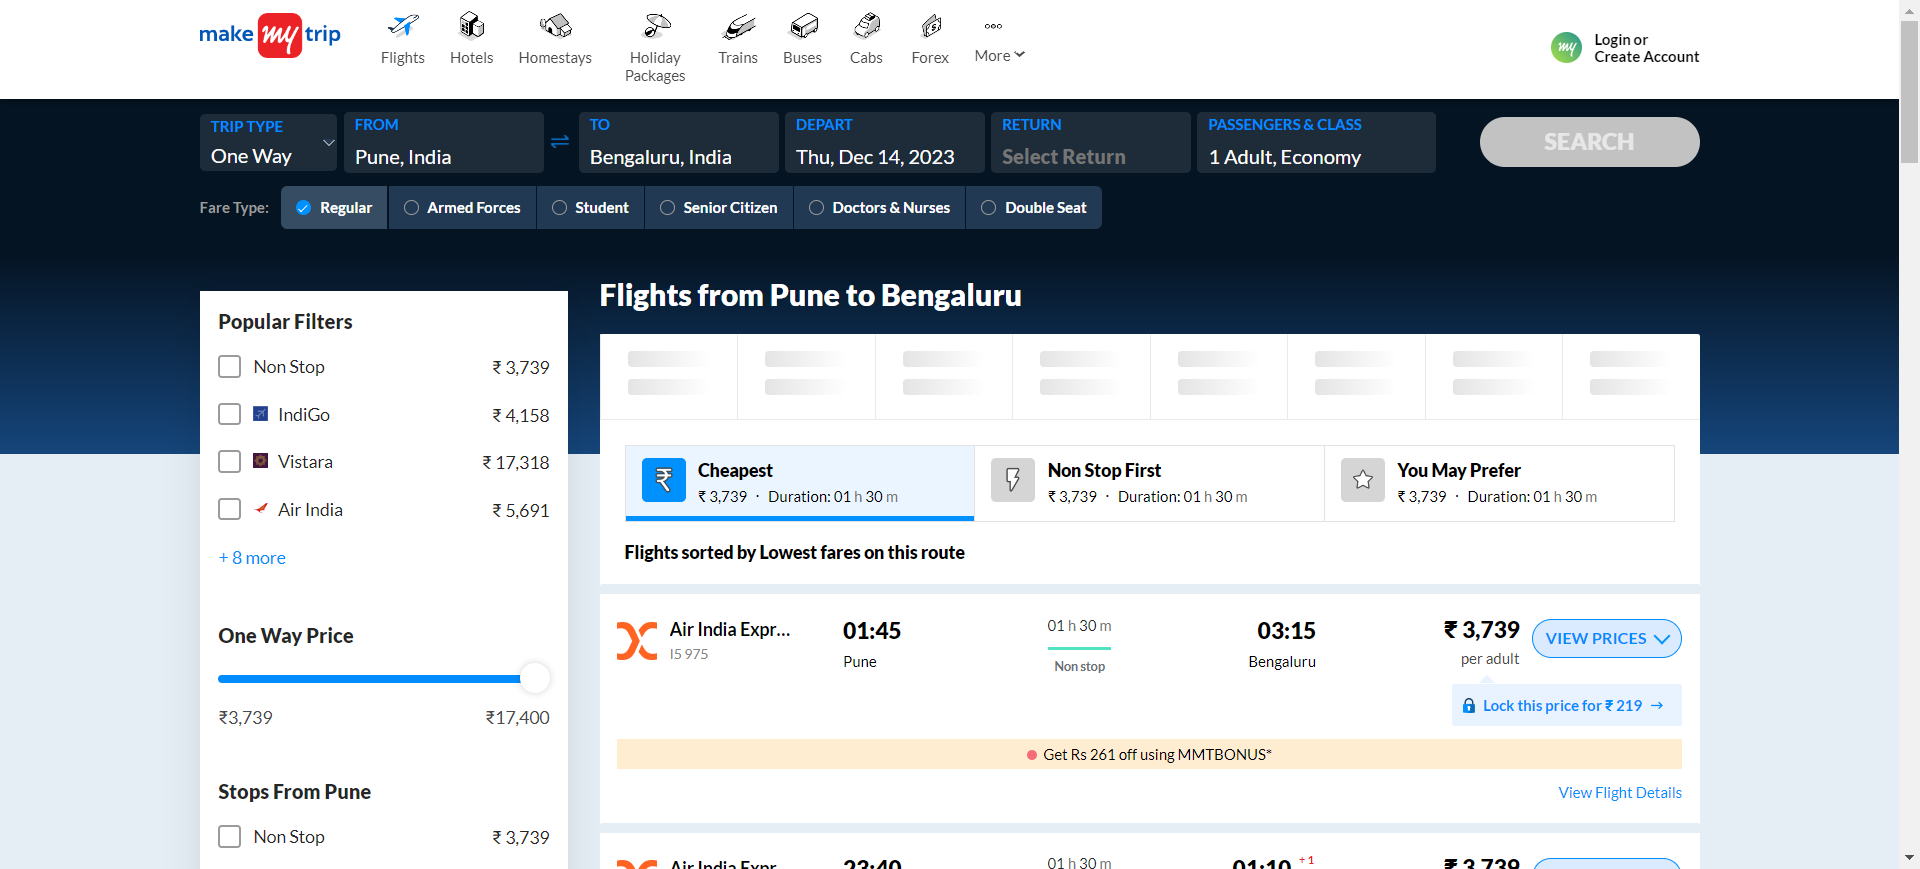 make my trip
Flights
Hotels
Homestays
Holiday
Packages
Trains
Buses
Cabs
Forex
More
my
Login or
Create Account
TRIP TYPE
One Way
FROM
Pune, India
TO
Bengaluru, India
DEPART
Thu, Dec 14, 2023
RETURN
Select Return
PASSENGERS & CLASS
1 Adult, Economy
SEARCH
Fare Type:
Regular
Armed Forces
Student
Senior Citizen
Doctors & Nurses
Double Seat
Popular Filters
Non Stop ₹ 3,739
IndiGo ₹ 4,158
Vistara ₹ 17,318
Air India ₹ 5,691
+ 8 more
One Way Price
₹3,739 ₹17,400
Stops From Pune
Non Stop ₹ 3,739
Flights from Pune to Bengaluru
Cheapest
₹ 3,739 · Duration: 01 h 30 m
Non Stop First
₹ 3,739 · Duration: 01 h 30 m
You May Prefer
₹ 3,739 · Duration: 01 h 30 m
Flights sorted by Lowest fares on this route
Air India Expr...
I5 975
01:45
Pune
01 h 30 m
Non stop
03:15
Bengaluru
₹ 3,739
per adult
VIEW PRICES
Lock this price for ₹ 219 →
Get Rs 261 off using MMTBONUS*
View Flight Details
Air India Expr...
23:40
01 h 30 m
01:10 +1
₹ 3,739